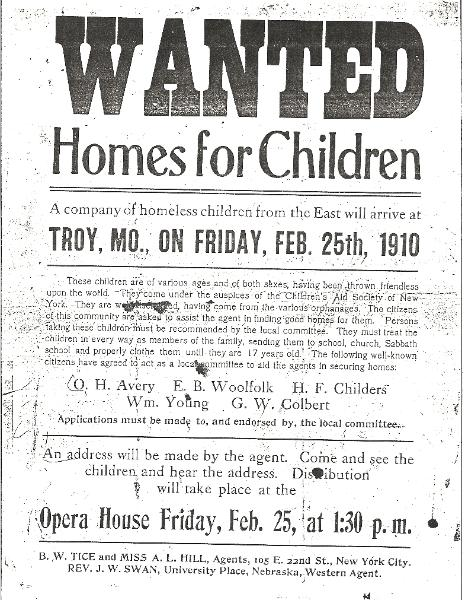 WANTED
Homes for Children
A company of homeless children from the East will arrive at
TROY, MO., ON FRIDAY, FEB. 25th, 1910
These children are of various ages and of both sexes, having been thrown friendless
upon the world. They come under the auspices of the Children's Aid Society of New
York. They are well disciplined, having come from the various orphanages. The citizens
of this community are asked to assist the agent in finding good homes for them. Persons
taking these children must be recommended by the local committee. They must treat the
children in every way as members of the family, sending them to school, church, Sabbath
school and properly clothe them until they are 17 years old. The following well-known
citizens have agreed to act as a local committee to aid the agents in securing homes:
O. H. Avery E. B. Woolfolk H. F. Childers
Wm. Young G. W. Colbert
Applications must be made to, and endorsed by, the local committee.
An address will be made by the agent. Come and see the
children and hear the address. Distribution
will take place at the
Opera House Friday, Feb. 25, at 1:30 p. m.
B. W. TICE and MISS A. L. HILL, Agents, 105 E. 22nd St., New York City.
REV. J. W. SWAN, University Place, Nebraska, Western Agent.